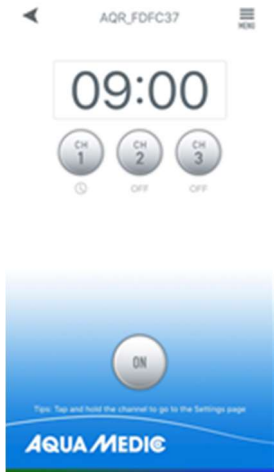 AQR_FDFC37
MENU
09:00
CH 1
CH 2
CH 3
OFF
OFF
ON
Tips: Tap and hold the channel to go to the Settings page
AQUA MEDIC